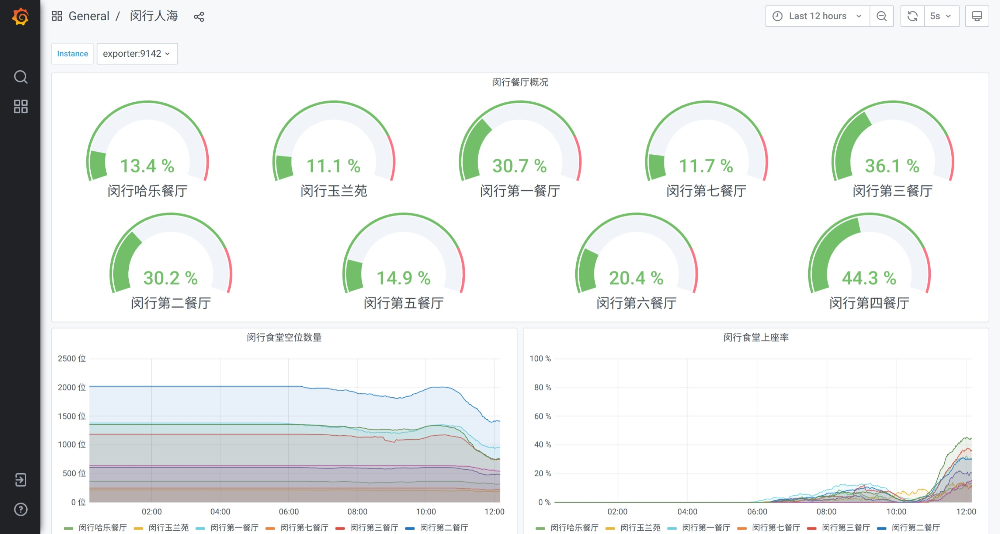 General / 闵行人海
Last 12 hours
5s
Instance
exporter:9142
闵行餐厅概况
13.4 %
闵行哈乐餐厅
11.1 %
闵行玉兰苑
30.7 %
闵行第一餐厅
11.7 %
闵行第七餐厅
36.1 %
闵行第三餐厅
30.2 %
闵行第二餐厅
14.9 %
闵行第五餐厅
20.4 %
闵行第六餐厅
44.3 %
闵行第四餐厅
闵行食堂空位数量
2500 位
2000 位
1500 位
1000 位
500 位
0 位
02:00 04:00 06:00 08:00 10:00 12:00
闵行哈乐餐厅 闵行玉兰苑 闵行第一餐厅 闵行第七餐厅 闵行第三餐厅 闵行第二餐厅
闵行食堂上座率
100 %
80 %
60 %
40 %
20 %
0 %
02:00 04:00 06:00 08:00 10:00 12:00
闵行哈乐餐厅 闵行玉兰苑 闵行第一餐厅 闵行第七餐厅 闵行第三餐厅 闵行第二餐厅